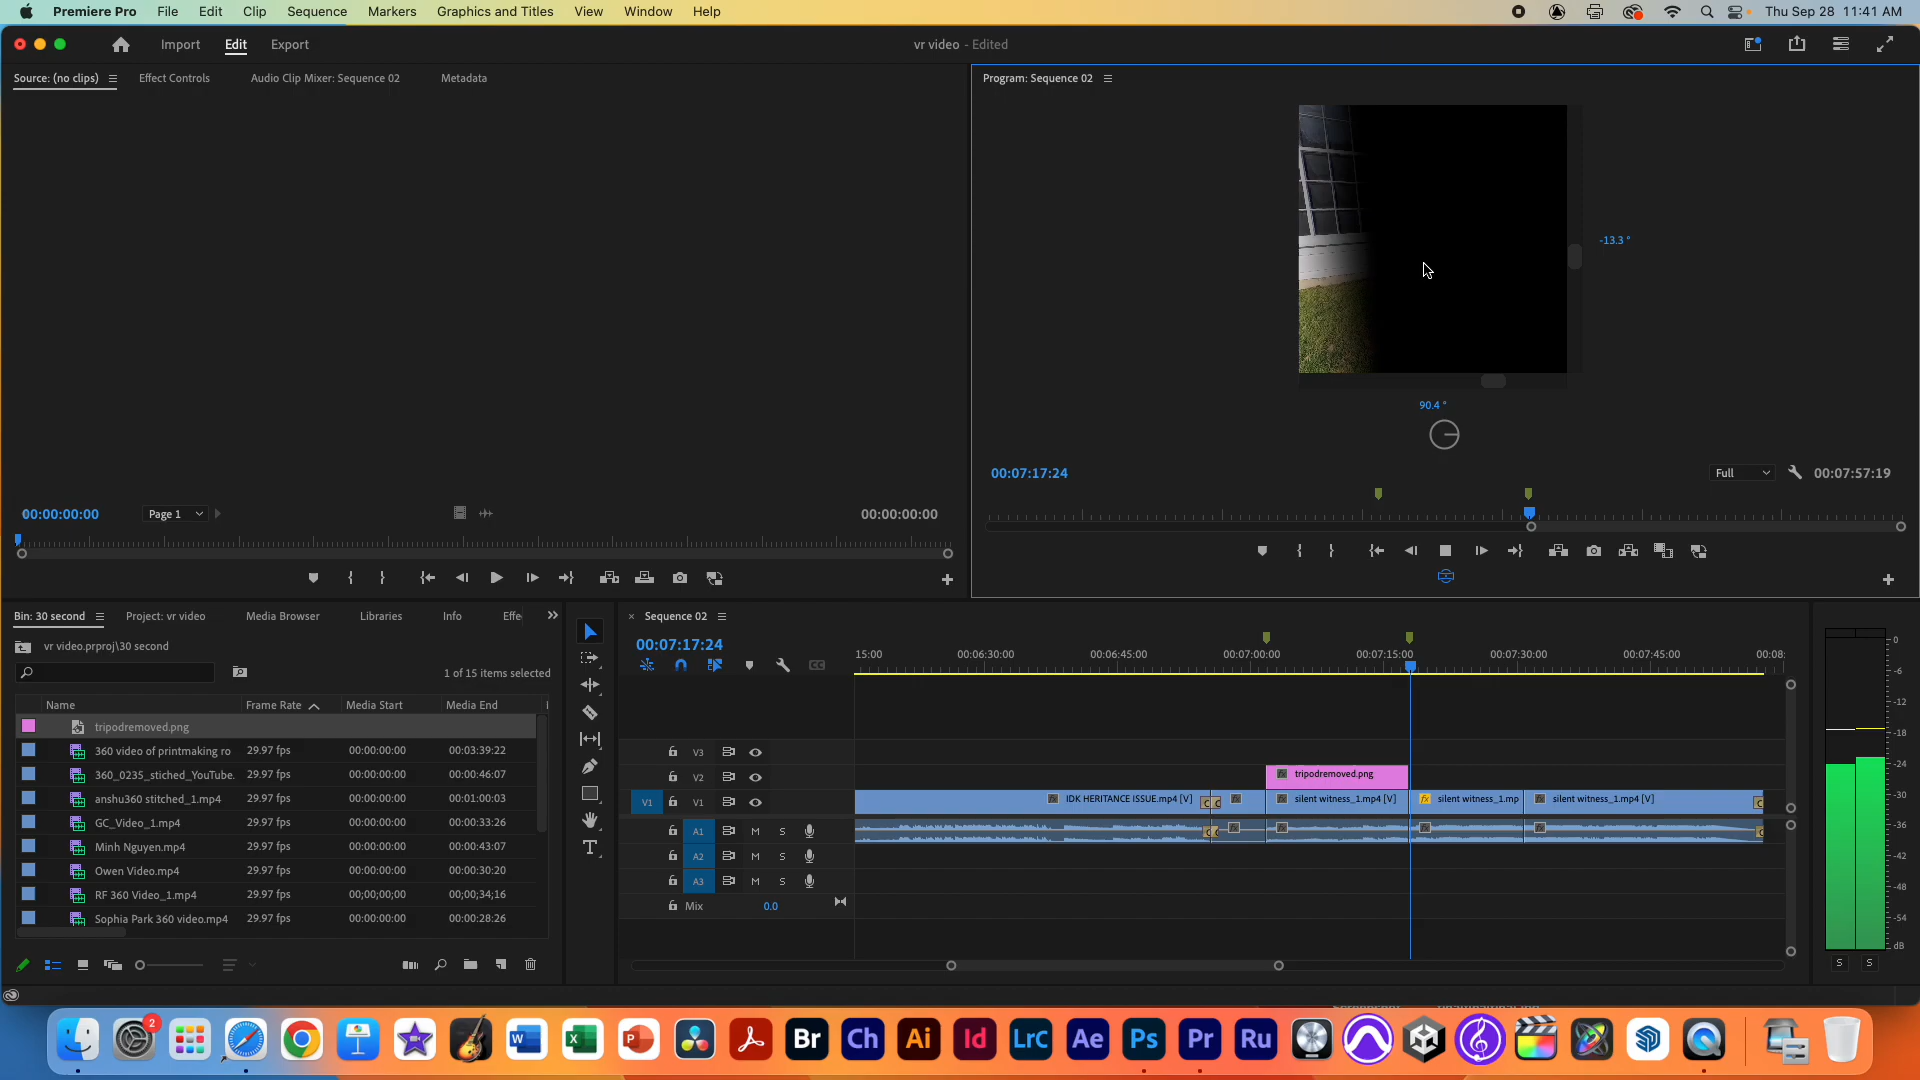 Premiere Pro File Edit Clip Sequence Markers Graphics and Titles View Window Help Thu Sep 28 11:41 AM
Import Edit Export vr video - Edited
Source: (no clips) Effect Controls Audio Clip Mixer: Sequence 02 Metadata
Program: Sequence 02
-13.3 °
90.4 °
00:07:17:24 Full 00:07:57:19
00:00:00:00 Page 1 00:00:00:00
Bin: 30 second Project: vr video Media Browser Libraries Info Effe
vr video.prproj\30 second
1 of 15 items selected
Name Frame Rate Media Start Media End
tripodremoved.png
360 video of printmaking ro 29.97 fps 00:00:00:00 00:03:39:22
360_0235_stiched_YouTube. 29.97 fps 00:00:00:00 00:00:46:07
anshu360 stitched_1.mp4 29.97 fps 00:00:00:00 00:01:00:03
GC_Video_1.mp4 29.97 fps 00:00:00:00 00:00:33:26
Minh Nguyen.mp4 29.97 fps 00:00:00:00 00:00:43:07
Owen Video.mp4 29.97 fps 00:00:00:00 00:00:30:20
RF 360 Video_1.mp4 29.97 fps 00;00;00;00 00;00;34;16
Sophia Park 360 video.mp4 29.97 fps 00:00:00:00 00:00:28:26
× Sequence 02
00:07:17:24
15:00 00:06:30:00 00:06:45:00 00:07:00:00 00:07:15:00 00:07:30:00 00:07:45:00 00:08:
V3
V2 tripodremoved.png
V1 V1 IDK HERITANCE ISSUE.mp4 [V] silent witness_1.mp4 [V] silent witness_1.mp silent witness_1.mp4 [V]
A1 M S
A2 M S
A3 M S
Mix 0.0
0
-6
-12
-18
-24
-30
-36
-42
-48
-54
dB
S S
2 Br Ch Ai Id LrC Ae Ps Pr Ru